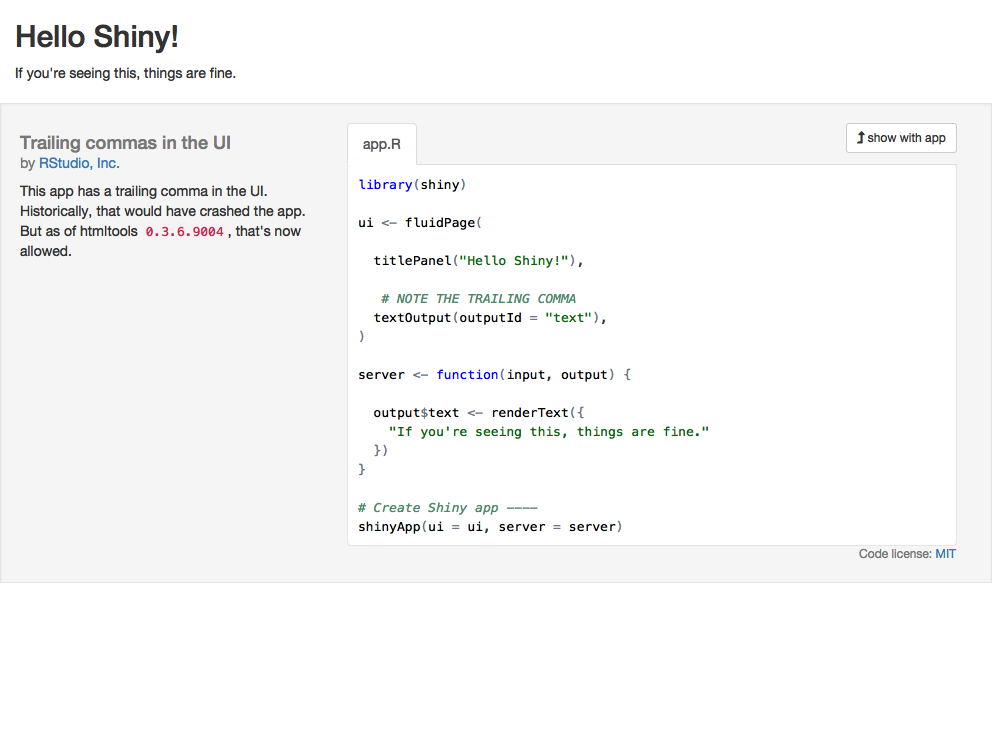 Hello Shiny!
If you're seeing this, things are fine.
Trailing commas in the UI
by RStudio, Inc.
This app has a trailing comma in the UI.
Historically, that would have crashed the app.
But as of htmltools 0.3.6.9004 , that's now
allowed.
app.R
show with app
library(shiny)
ui <- fluidPage(
  titlePanel("Hello Shiny!"),
   # NOTE THE TRAILING COMMA
  textOutput(outputId = "text"),
)
server <- function(input, output) {
  output$text <- renderText({
    "If you're seeing this, things are fine."
  })
}
# Create Shiny app ----
shinyApp(ui = ui, server = server)
Code license: MIT